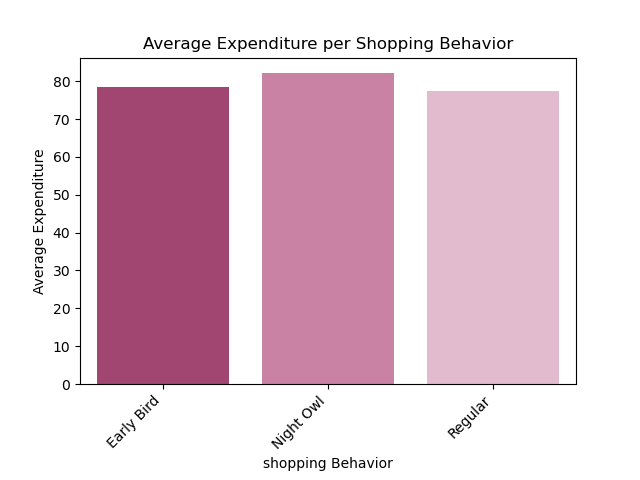 Average Expenditure per Shopping Behavior
Average Expenditure
80
70
60
50
40
30
20
10
0
Early Bird
Night Owl
Regular
shopping Behavior